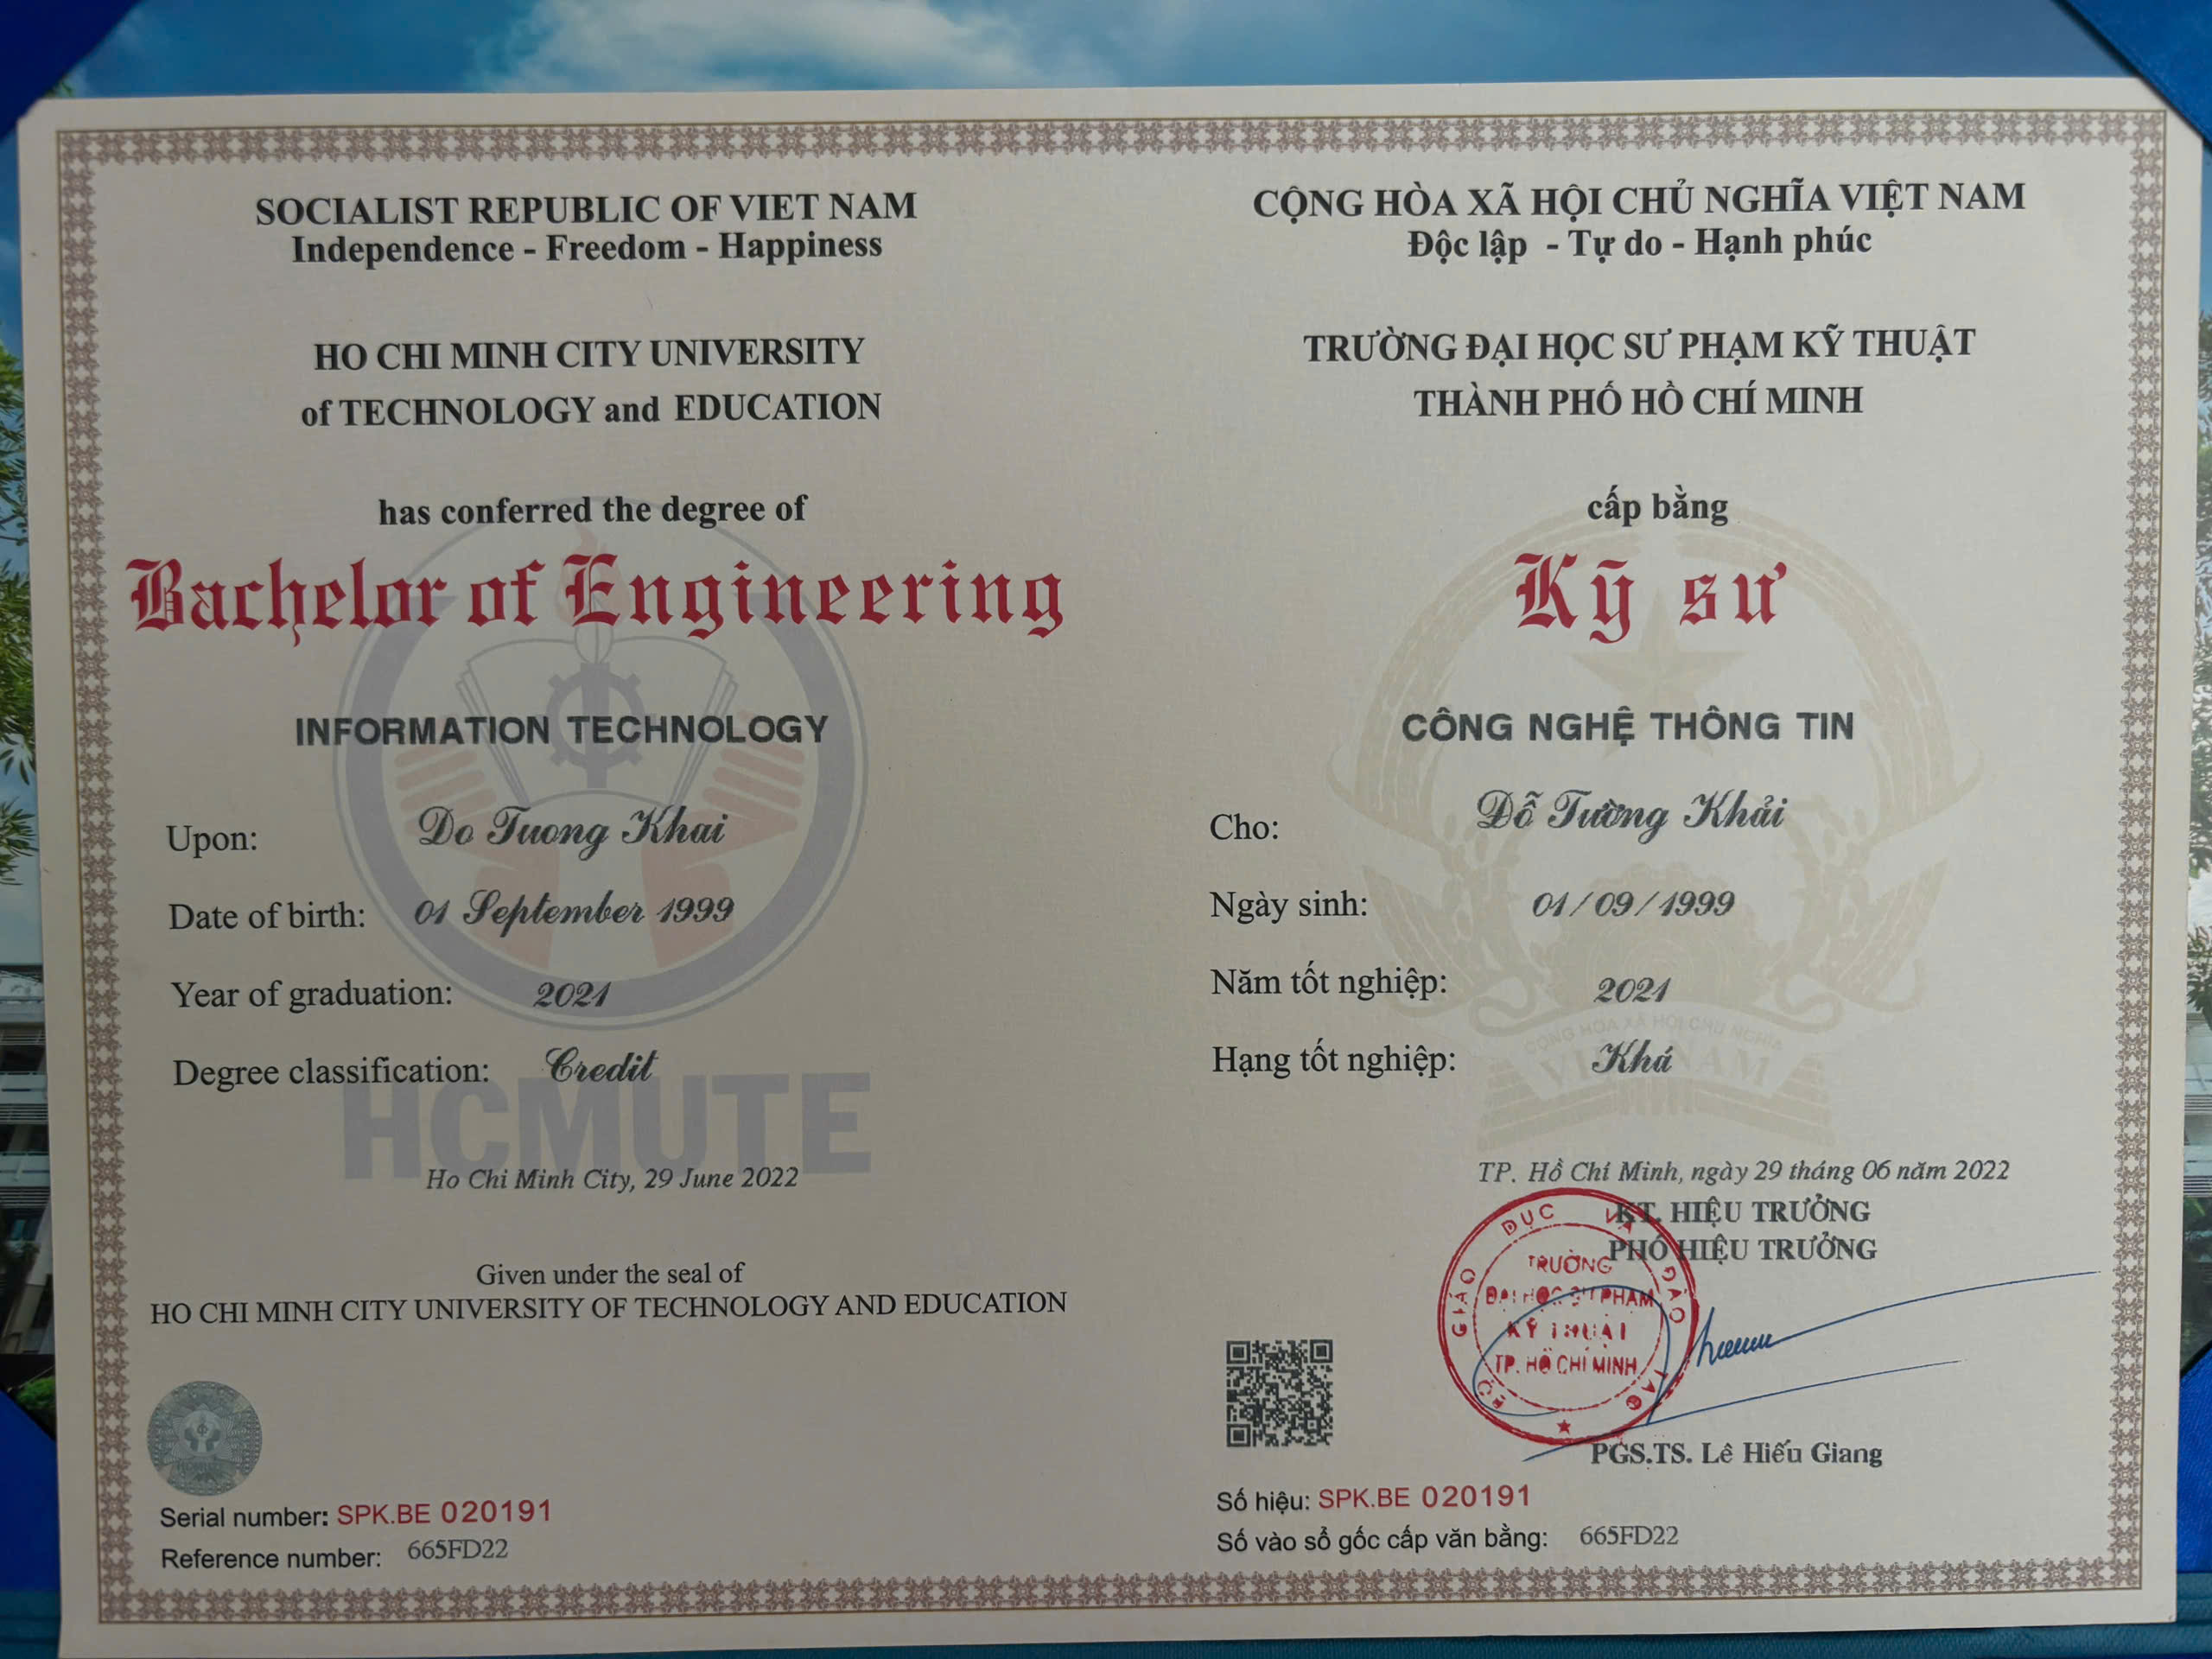 SOCIALIST REPUBLIC OF VIET NAM
Independence - Freedom - Happiness
HO CHI MINH CITY UNIVERSITY
of TECHNOLOGY and EDUCATION
has conferred the degree of
Bachelor of Engineering
INFORMATION TECHNOLOGY
Upon: Do Tuong Khai
Date of birth: 01 September 1999
Year of graduation: 2021
Degree classification: Credit
HCMUTE
Ho Chi Minh City, 29 June 2022
Given under the seal of
HO CHI MINH CITY UNIVERSITY OF TECHNOLOGY AND EDUCATION
Serial number: SPK.BE 020191
Reference number: 665FD22
CỘNG HÒA XÃ HỘI CHỦ NGHĨA VIỆT NAM
Độc lập - Tự do - Hạnh phúc
TRƯỜNG ĐẠI HỌC SƯ PHẠM KỸ THUẬT
THÀNH PHỐ HỒ CHÍ MINH
cấp bằng
Kỹ sư
CÔNG NGHỆ THÔNG TIN
Cho: Đỗ Tường Khải
Ngày sinh: 01/09/1999
Năm tốt nghiệp: 2021
CỘNG HÒA XÃ HỘI CHỦ NGHĨA
VIỆT NAM
Hạng tốt nghiệp: Khá
TP. Hồ Chí Minh, ngày 29 tháng 06 năm 2022
KT. HIỆU TRƯỞNG
PHÓ HIỆU TRƯỞNG
BỘ GIÁO DỤC VÀ ĐÀO TẠO
TRƯỜNG
ĐẠI HỌC SƯ PHẠM
KỸ THUẬT
TP. HỒ CHÍ MINH
PGS.TS. Lê Hiếu Giang
Số hiệu: SPK.BE 020191
Số vào sổ gốc cấp văn bằng: 665FD22